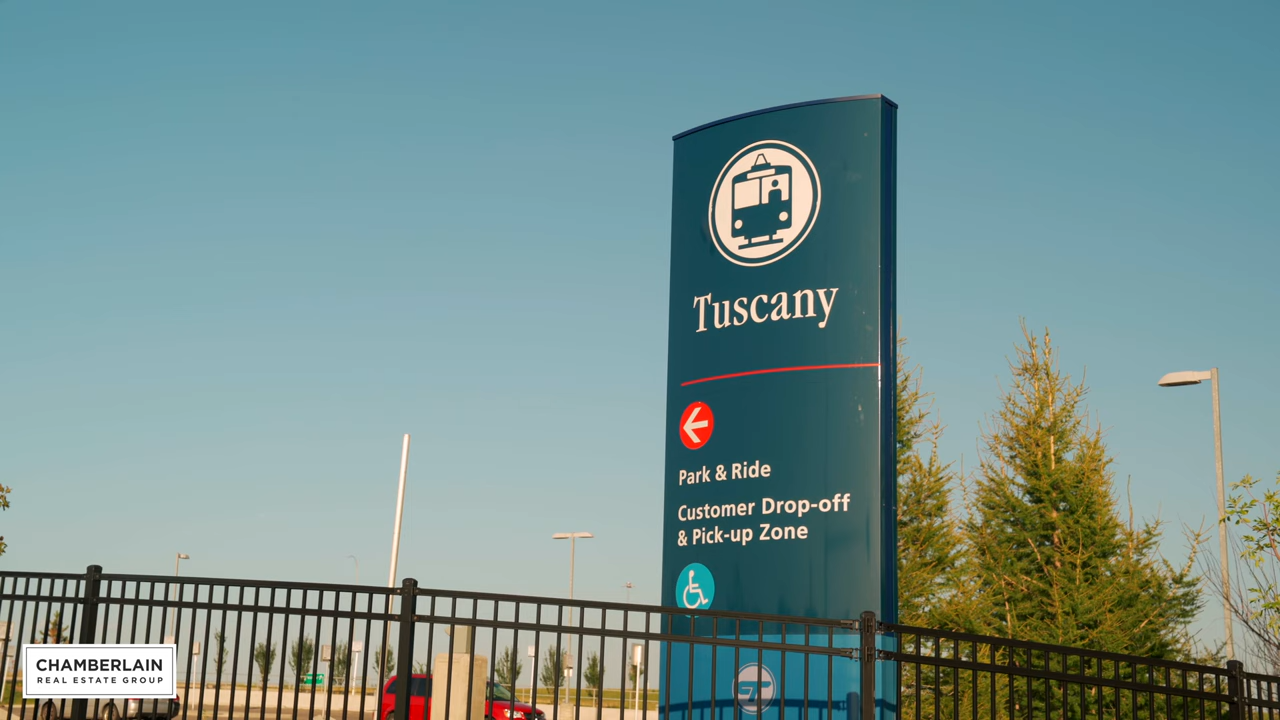 Tuscany
Park & Ride
Customer Drop-off
& Pick-up Zone
CHAMBERLAIN
REAL ESTATE GROUP